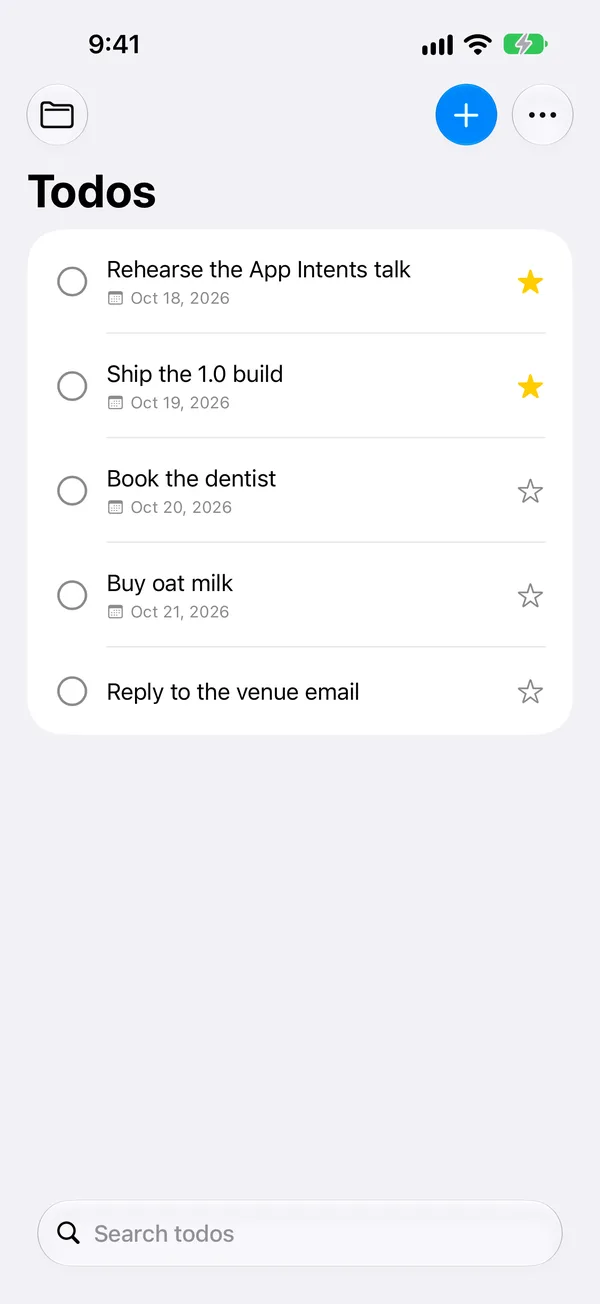 9:41
Todos
Rehearse the App Intents talk
Oct 18, 2026
Ship the 1.0 build
Oct 19, 2026
Book the dentist
Oct 20, 2026
Buy oat milk
Oct 21, 2026
Reply to the venue email
Search todos